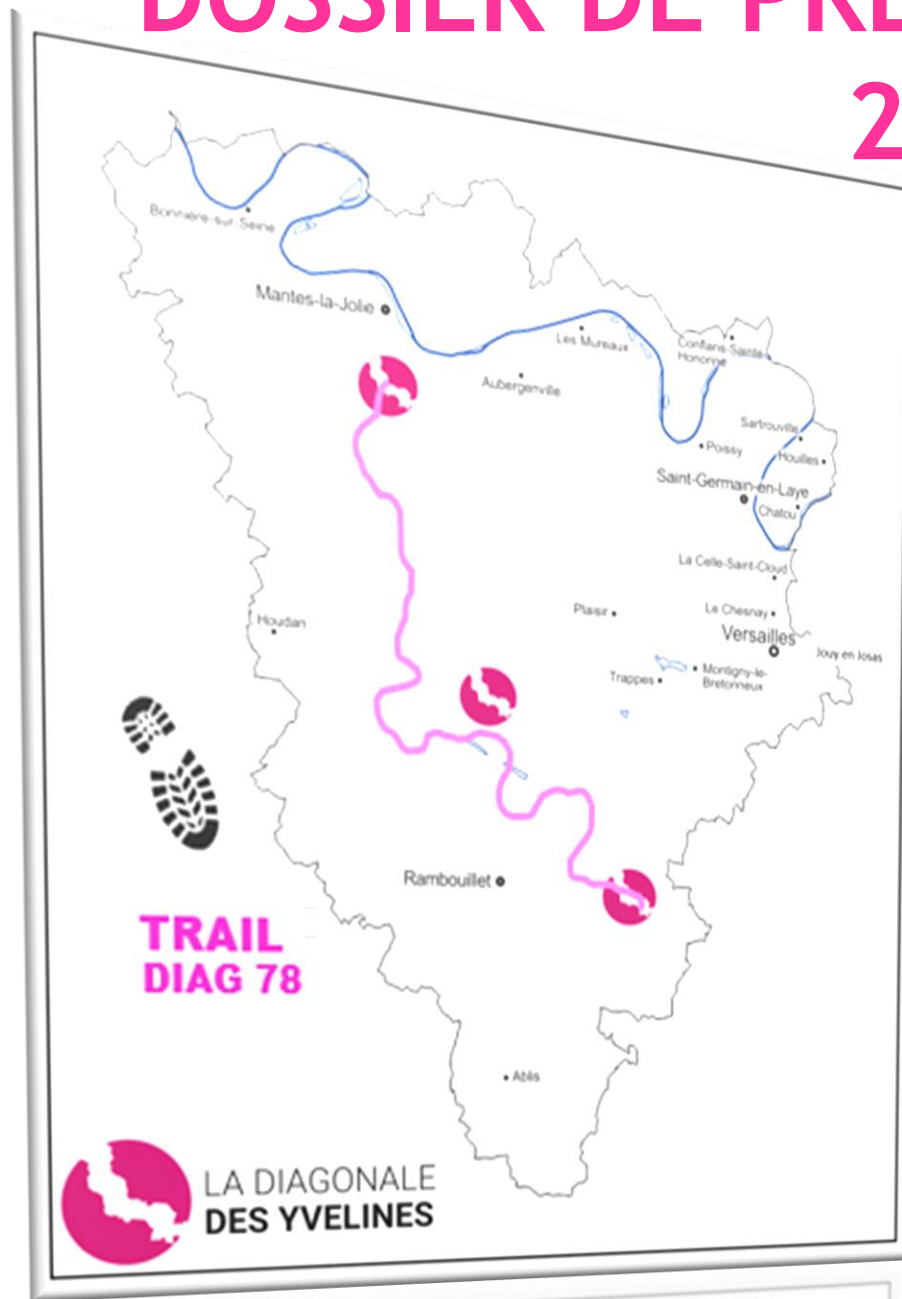 DOSSIER DE PRE
2
Bonnière-sur-Seine
Mantes-la-Jolie
Les Mureaux
Conflans-Sainte-
Honorine
Aubergenville
Sartrouville
Poissy
Houilles
Saint-Germain-en-Laye
Chatou
La Celle-Saint-Cloud
Houdan
Plaisir
Le Chesnay
Versailles
Jouy en Josas
Montigny-le-
Bretonneux
Trappes
Rambouillet
TRAIL
DIAG 78
Ablis
LA DIAGONALE
DES YVELINES